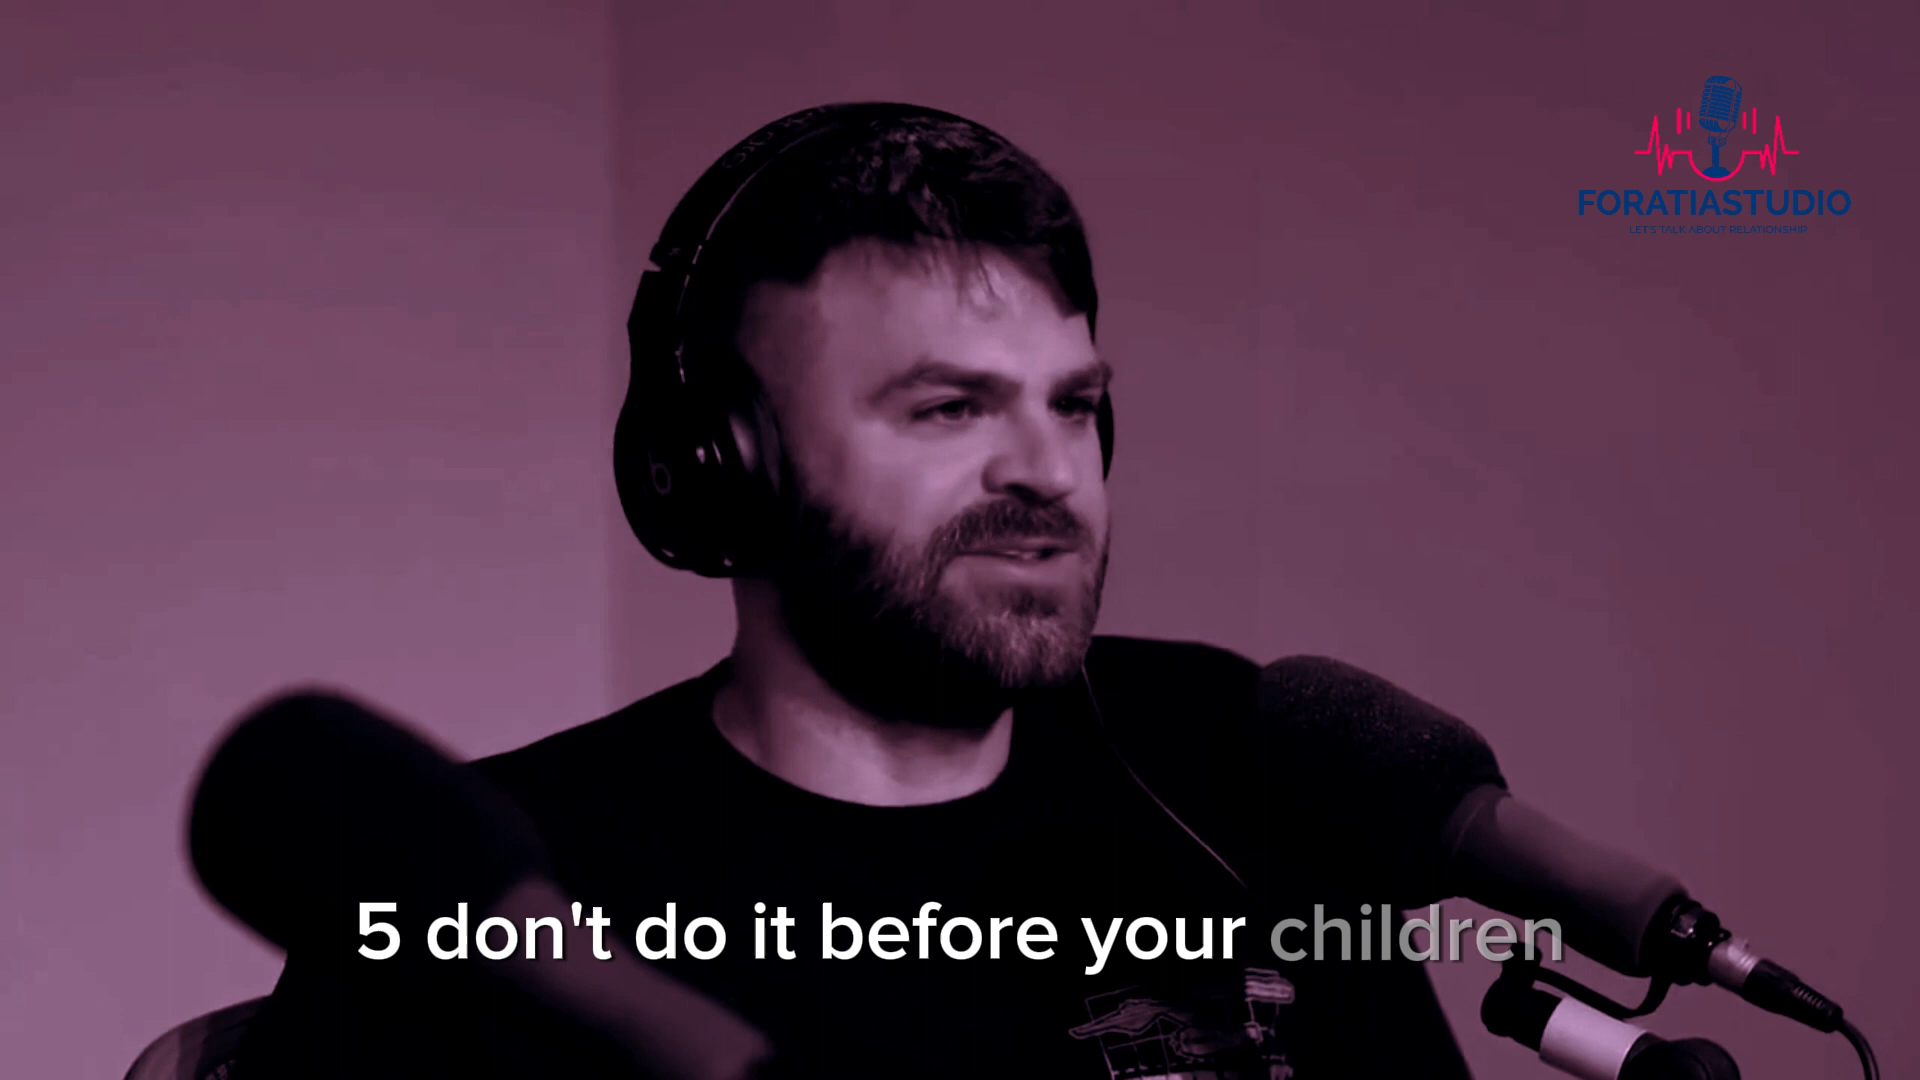 FORATIASTUDIO
LET'S TALK ABOUT RELATIONSHIP
5 don't do it before your children